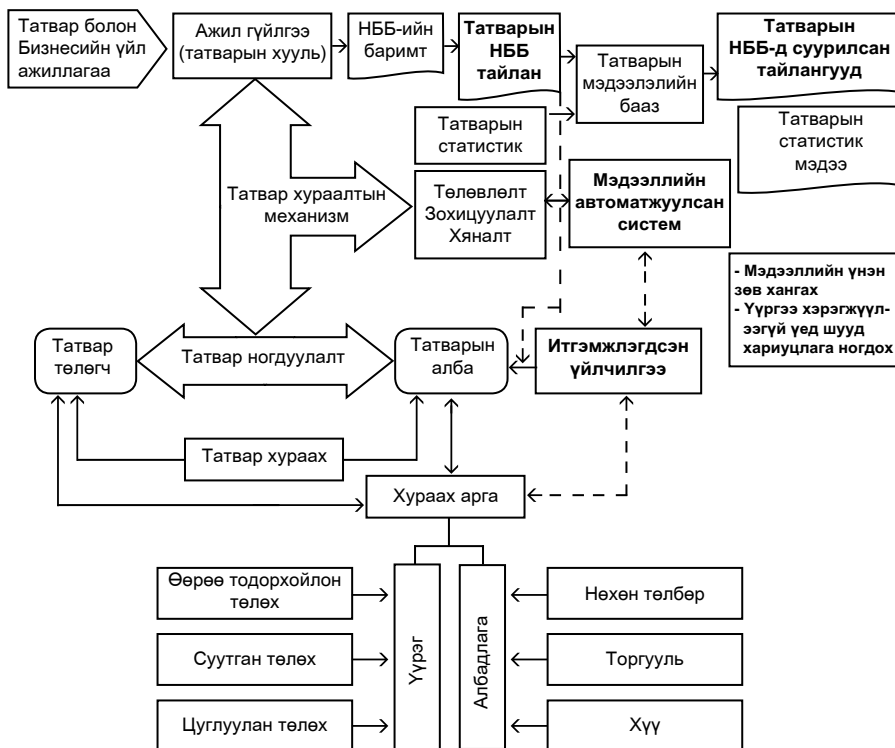 Татвар болон
Бизнесийн үйл
ажиллагаа
Ажил гүйлгээ
(татварын хууль)
НББ-ийн
баримт
Татварын
НББ
тайлан
Татварын
мэдээлэлийн
бааз
Татварын
НББ-д суурилсан
тайлангууд
Татварын
статистик
Татварын
статистик
мэдээ
Татвар хураалтын
механизм
Төлөвлөлт
Зохицуулалт
Хяналт
Мэдээллийн
автоматжуулсан
систем
- Мэдээллийн үнэн
зөв хангах
- Үүргээ хэрэгжүүл-
ээгүй үед шууд
хариуцлага ногдох
Татвар
төлөгч
Татвар ногдуулалт
Татварын
алба
Итгэмжлэгдсэн
үйлчилгээ
Татвар хураах
Хураах арга
Өөрөө тодорхойлон
төлөх
Суутган төлөх
Цуглуулан төлөх
Үүрэг
Албадлага
Нөхөн төлбөр
Торгууль
Хүү